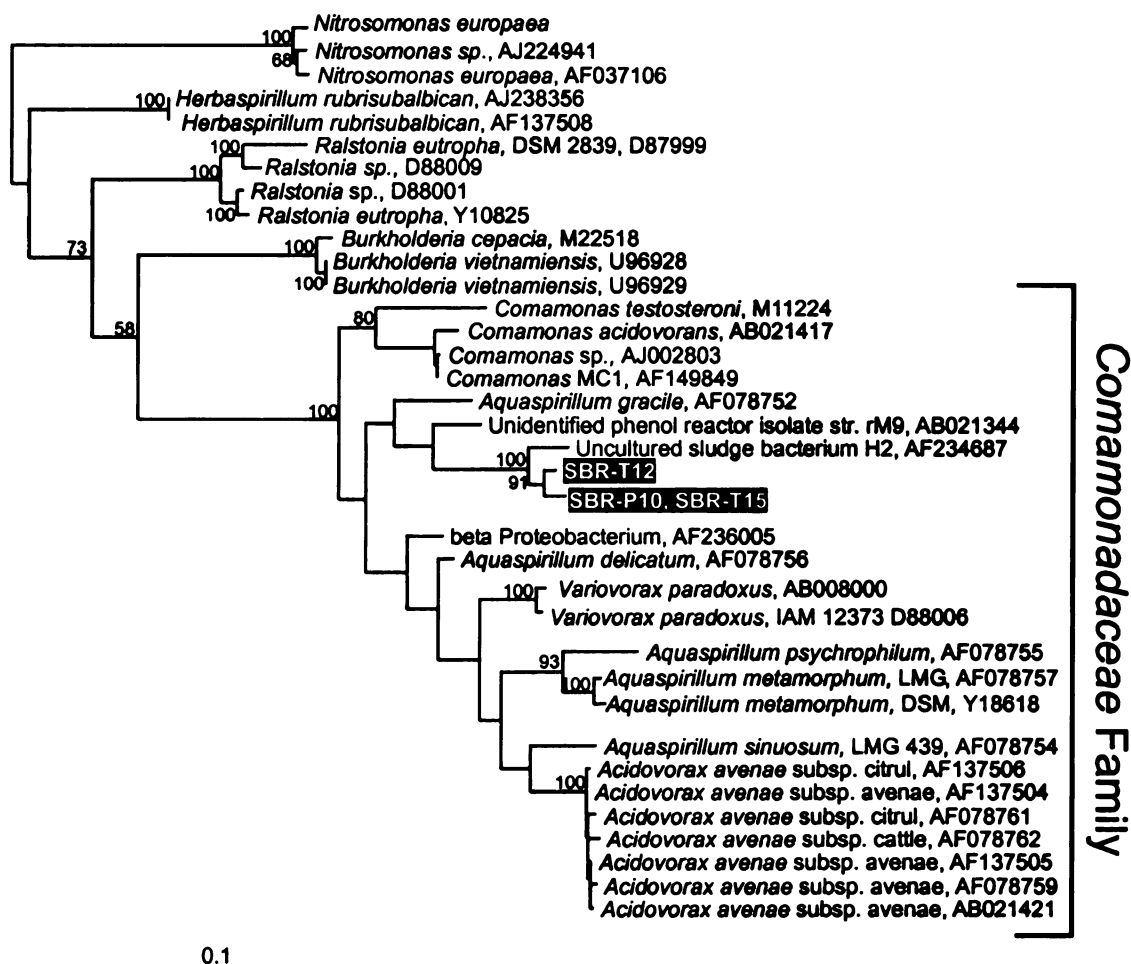 Nitrosomonas europaea
100
Nitrosomonas sp., AJ224941
68
Nitrosomonas europaea, AF037106
100
Herbaspirillum rubrisubalbican, AJ238356
Herbaspirillum rubrisubalbican, AF137508
100
Ralstonia eutropha, DSM 2839, D87999
100
Ralstonia sp., D88009
Ralstonia sp., D88001
100
Ralstonia eutropha, Y10825
73
100
Burkholderia cepacia, M22518
Burkholderia vietnamiensis, U96928
100
Burkholderia vietnamiensis, U96929
58
80
Comamonas testosteroni, M11224
Comamonas acidovorans, AB021417
Comamonas sp., AJ002803
Comamonas MC1, AF149849
100
Aquaspirillum gracile, AF078752
Unidentified phenol reactor isolate str. rM9, AB021344
100
Uncultured sludge bacterium H2, AF234687
SBR-T12
91
SBR-P10, SBR-T15
beta Proteobacterium, AF236005
Aquaspirillum delicatum, AF078756
100
Variovorax paradoxus, AB008000
Variovorax paradoxus, IAM 12373 D88006
93
Aquaspirillum psychrophilum, AF078755
100
Aquaspirillum metamorphum, LMG, AF078757
Aquaspirillum metamorphum, DSM, Y18618
Aquaspirillum sinuosum, LMG 439, AF078754
100
Acidovorax avenae subsp. citrul, AF137506
Acidovorax avenae subsp. avenae, AF137504
Acidovorax avenae subsp. citrul, AF078761
Acidovorax avenae subsp. cattle, AF078762
Acidovorax avenae subsp. avenae, AF137505
Acidovorax avenae subsp. avenae, AF078759
Acidovorax avenae subsp. avenae, AB021421
Comamonadaceae Family
0.1